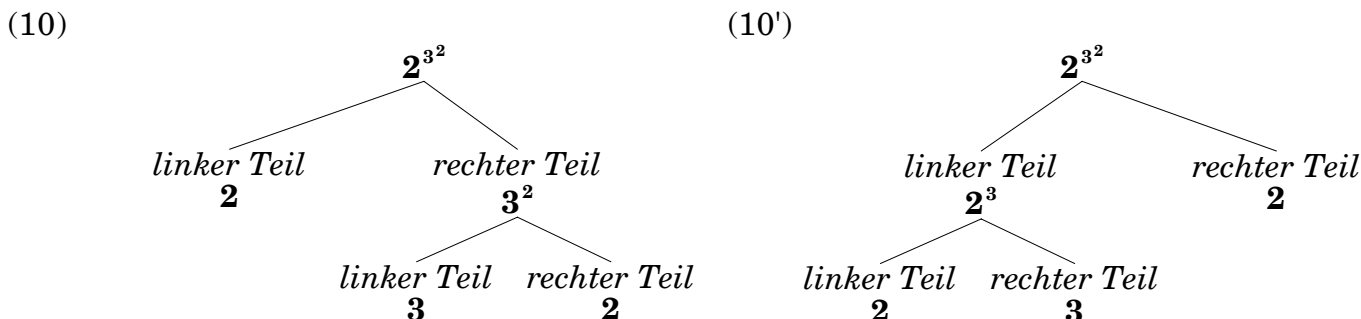 (10) (10')
2^{3^2} 2^{3^2}
linker Teil rechter Teil linker Teil rechter Teil
2 3^2 2^3 2
linker Teil rechter Teil linker Teil rechter Teil
3 2 2 3